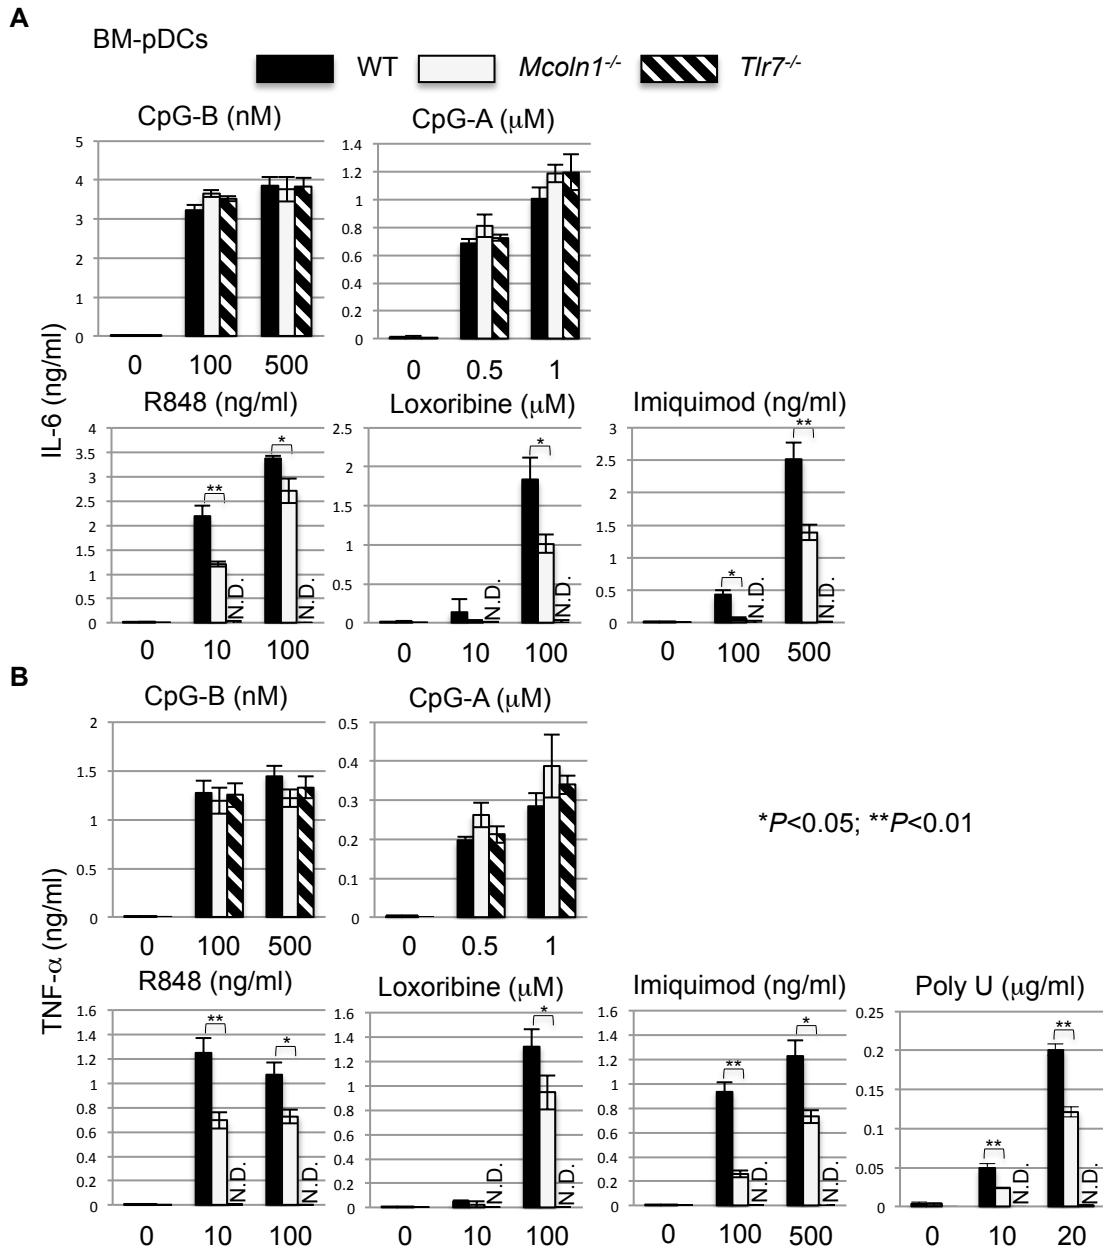 A
BM-pDCs
WT Mcoln1-/- Tlr7-/-
CpG-B (nM) CpG-A (μM)
5 4 3 2 1 0
0 100 500
1.4 1.2 1 0.8 0.6 0.4 0.2 0
0 0.5 1
IL-6 (ng/ml)
R848 (ng/ml) Loxoribine (μM) Imiquimod (ng/ml)
4 3.5 3 2.5 2 1.5 1 0.5 0
** *
N.D. N.D.
0 10 100
2.5 2 1.5 1 0.5 0
*
N.D. N.D.
0 10 100
3 2.5 2 1.5 1 0.5 0
* **
N.D. N.D.
0 100 500
B
CpG-B (nM) CpG-A (μM)
2 1.5 1 0.5 0
0 100 500
0.5 0.4 0.3 0.2 0.1 0
0 0.5 1
*P<0.05; **P<0.01
TNF-α (ng/ml)
R848 (ng/ml) Loxoribine (μM) Imiquimod (ng/ml) Poly U (μg/ml)
1.6 1.4 1.2 1 0.8 0.6 0.4 0.2 0
** *
N.D. N.D.
0 10 100
1.6 1.4 1.2 1 0.8 0.6 0.4 0.2 0
*
N.D. N.D.
0 10 100
1.6 1.4 1.2 1 0.8 0.6 0.4 0.2 0
** *
N.D. N.D.
0 100 500
0.25 0.2 0.15 0.1 0.05 0
** **
N.D. N.D.
0 10 20